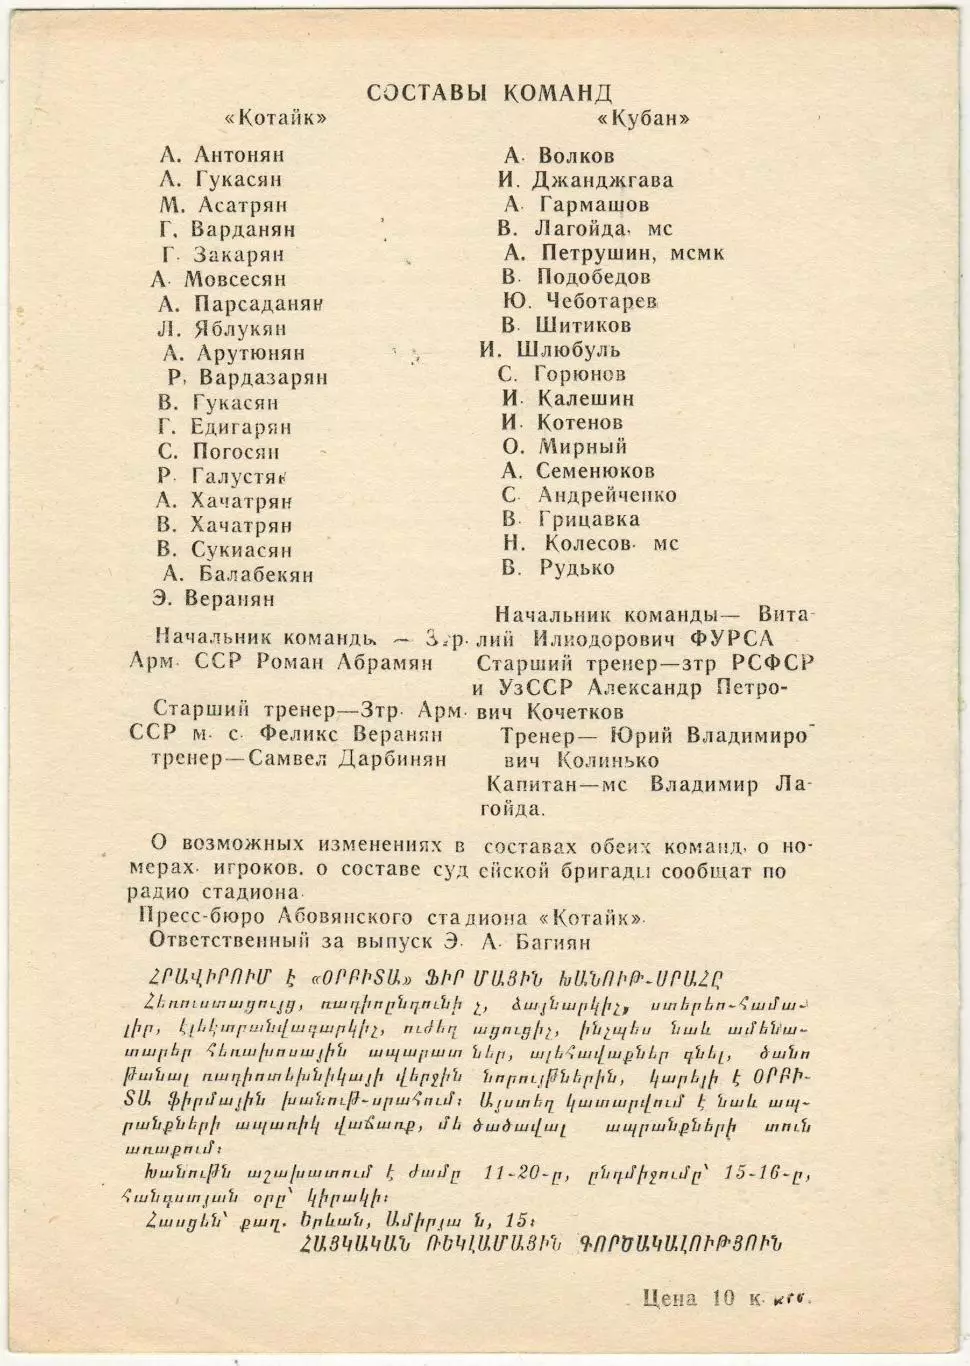 СОСТАВЫ КОМАНД
«Котайк»
А. Антонян
А. Гукасян
М. Асатрян
Г. Варданян
Г. Закарян
А. Мовсесян
А. Парсаданян
Л. Яблукян
А. Арутюнян
Р. Вардазарян
В. Гукасян
Г. Едигарян
С. Погосян
Р. Галустян
А. Хачатрян
В. Хачатрян
В. Сукиасян
А. Балабекян
Э. Веранян
Начальник команды — Згр.
Арм. ССР Роман Абрамян
Старший тренер—Зтр. Арм.
ССР м. с. Феликс Веранян
тренер—Самвел Дарбинян
«Кубан»
А. Волков
И. Джанджгава
А. Гармашов
В. Лагойда, мс
А. Петрушин, мсмк
В. Подобедов
Ю. Чеботарев
В. Шитиков
И. Шлюбуль
С. Горюнов
И. Калешин
И. Котенов
О. Мирный
А. Семенюков
С. Андрейченко
В. Грицавка
Н. Колесов. мс
В. Рудько
Начальник команды— Вита-
лий Илиодорович ФУРСА
Старший тренер—зтр РСФСР
и УзССР Александр Петро-
вич Кочетков
Тренер— Юрий Владимиро-
вич Колинько
Капитан—мс Владимир Ла-
гойда.
О возможных изменениях в составах обеих команд, о но-
мерах. игроков. о составе судейской бригады сообщат по
радио стадиона.
Пресс-бюро Абовянского стадиона «Котайк».
Ответственный за выпуск Э. А. Багиян
ՀՐԱՎԻՐՈՒՄ Է «ՕՐԲԻՏԱ» ՖԻՐՄԱՅԻՆ ԽԱՆՈՒԹ-ՍՐԱՀԸ
Հեռուստացույց, ռադիոընդունիչ, ձայնարկիչ, ստերեո-համա-
լիր, էլեկտրանվագարկիչ, ուժեղացուցիչ, ինչպես նաև ամենա-
տարեր հեռախոսային ապարատներ, ալեհավաքներ գնել, ծանո
թանալ ռադիոտեխնիկայի վերջին նորույթներին, կարելի է ՕՐԲԻ-
ՏԱ ֆիրմային խանութ-սրահում: Այստեղ կատարվում է նաև ապ-
րանքների ապառիկ վաճառք, մեծածավալ ապրանքների տուն
առաքում:
Խանութն աշխատում է ժամը 11-20-ը, ընդմիջումը՝ 15-16-ը,
հանգստյան օրը՝ կիրակի:
Հասցեն՝ քաղ. Երևան, Ամիրյան, 15:
ՀԱՅԿԱԿԱՆ ՌԵԿԼԱՄԱՅԻՆ ԳՈՐԾԱԿԱԼՈՒԹՅՈՒՆ
Цена 10 к.